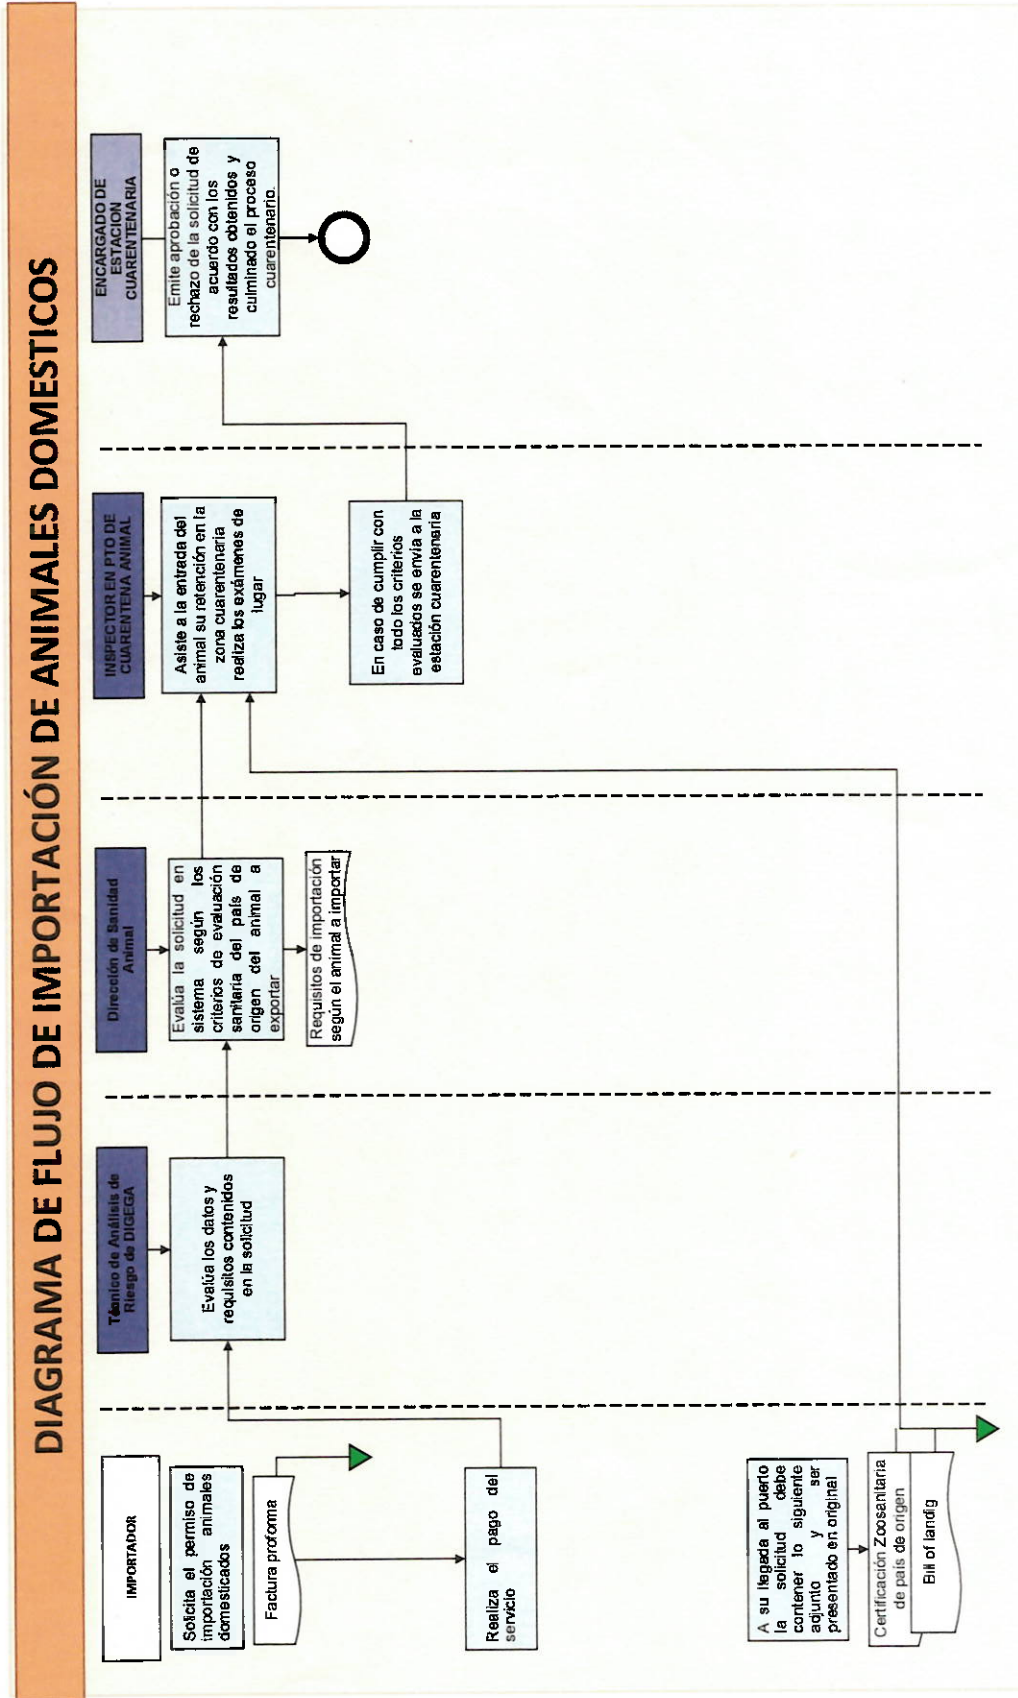 DIAGRAMA DE FLUJO DE IMPORTACIÓN DE ANIMALES DOMESTICOS
IMPORTADOR
Solicita el permiso de
importación animales
domesticados
Factura proforma
Realiza el pago del
servicio
A su llegada al puerto
la solicitud debe
contener lo siguiente
adjunto y ser
presentado en original
Certificación Zoosanitaria
de país de origen
Bill of landig
Técnico de Análisis de
Riesgo de DIGEGA
Evalúa los datos y
requisitos contenidos
en la solicitud
Dirección de Sanidad
Animal
Evalúa la solicitud en
sistema según los
criterios de evaluación
sanitaria del país de
origen del animal a
exportar
Requisitos de importación
según el animal a importar
INSPECTOR EN PTO DE
CUARENTENA ANIMAL
Asiste a la entrada del
animal su retención en la
zona cuarentenaria
realiza los exámenes de
lugar
En caso de cumplir con
todo los criterios
evaluados se envia a la
estación cuarentenaria
ENCARGADO DE
ESTACION
CUARENTENARIA
Emite aprobación o
rechazo de la solicitud de
acuerdo con los
resultados obtenidos y
culminado el proceso
cuarentenario.